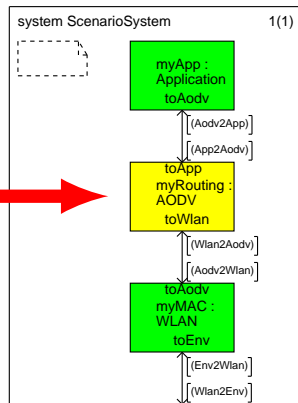 system ScenarioSystem 1(1)
myApp :
Application
toAodv
(Aodv2App)
(App2Aodv)
toApp
myRouting :
AODV
toWlan
(Wlan2Aodv)
(Aodv2Wlan)
toAodv
myMAC :
WLAN
toEnv
(Env2Wlan)
(Wlan2Env)